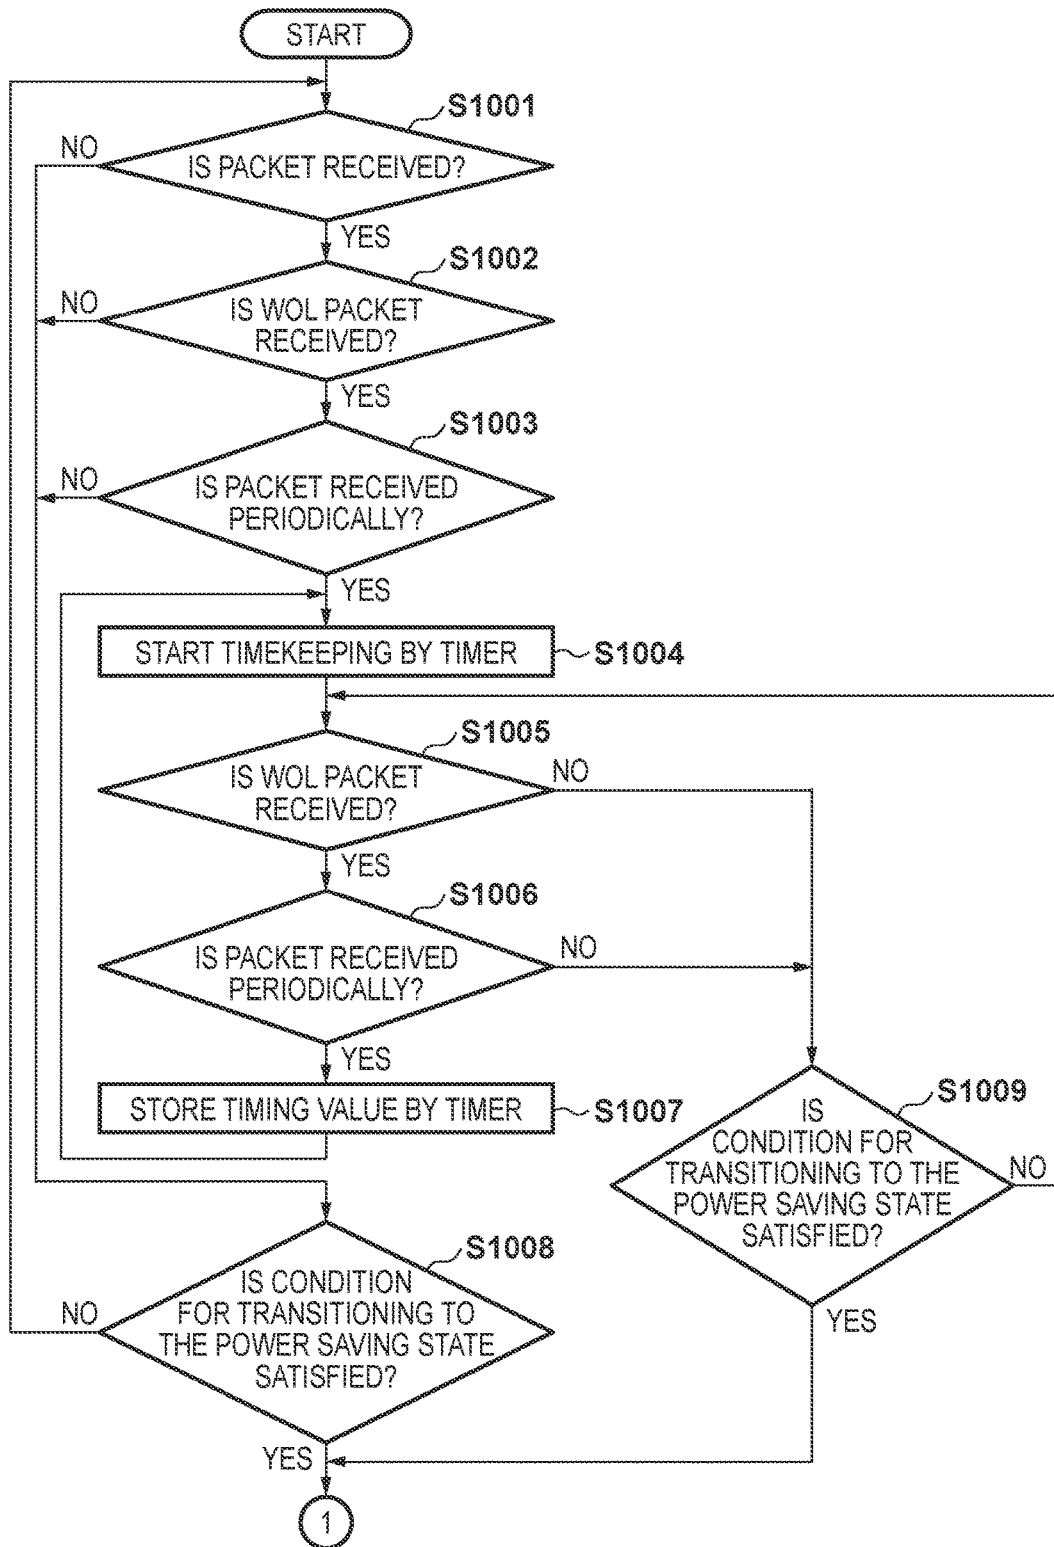 START
S1001
NO
IS PACKET RECEIVED?
YES
S1002
NO
IS WOL PACKET
RECEIVED?
YES
S1003
NO
IS PACKET RECEIVED
PERIODICALLY?
YES
START TIMEKEEPING BY TIMER
S1004
S1005
IS WOL PACKET
RECEIVED?
NO
YES
S1006
IS PACKET RECEIVED
PERIODICALLY?
NO
YES
STORE TIMING VALUE BY TIMER
S1007
S1009
IS
CONDITION FOR
TRANSITIONING TO THE
POWER SAVING STATE
SATISFIED?
NO
YES
S1008
NO
IS CONDITION
FOR TRANSITIONING TO
THE POWER SAVING STATE
SATISFIED?
YES
1